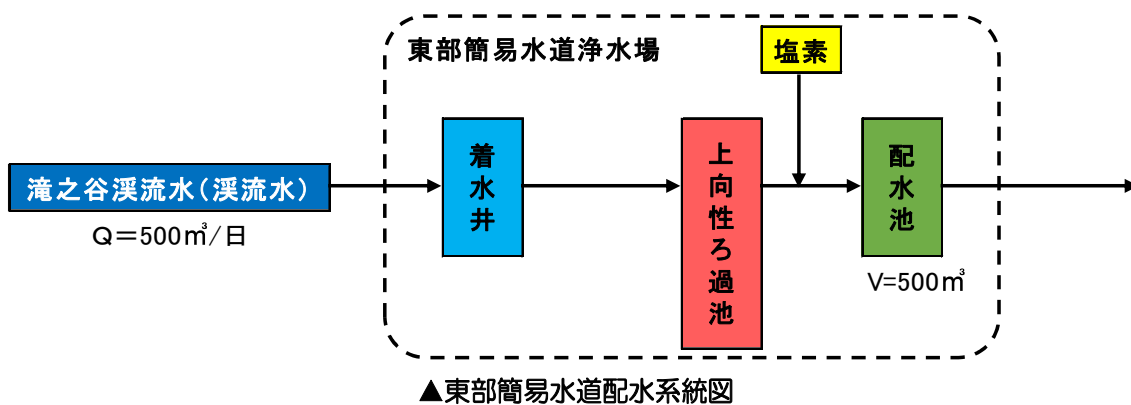 東部簡易水道浄水場
塩素
着水井
上向性ろ過池
配水池
滝之谷渓流水(渓流水)
Q=500㎥/日
V=500㎥
▲東部簡易水道配水系統図